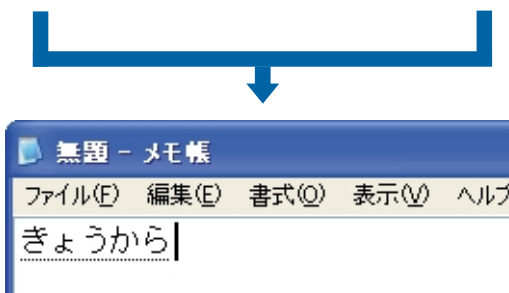 無題 - メモ帳
ファイル(F) 編集(E) 書式(O) 表示(V) ヘルプ
きょうから